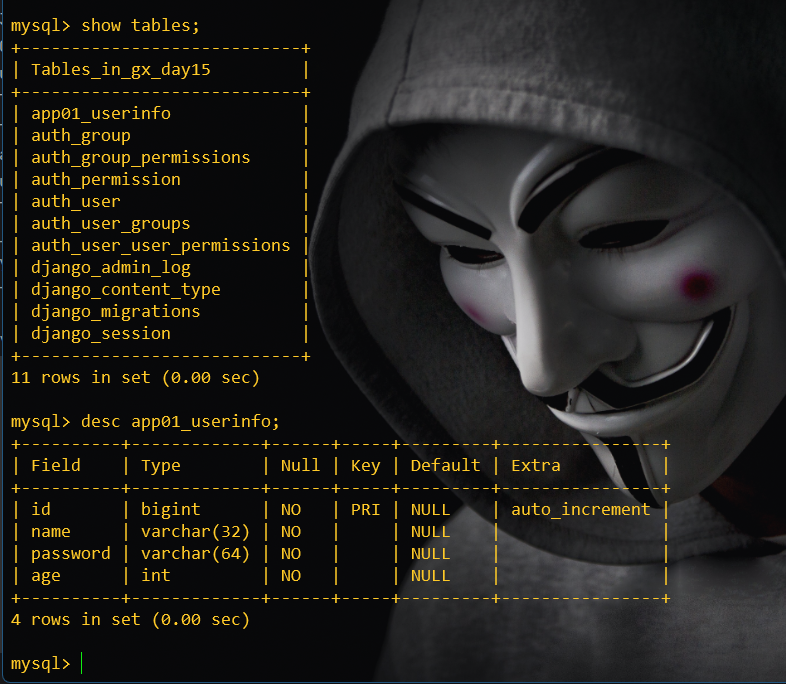 mysql> show tables;
+----------------------------+
| Tables_in_gx_day15         |
+----------------------------+
| app01_userinfo             |
| auth_group                 |
| auth_group_permissions     |
| auth_permission            |
| auth_user                  |
| auth_user_groups           |
| auth_user_user_permissions |
| django_admin_log           |
| django_content_type        |
| django_migrations          |
| django_session             |
+----------------------------+
11 rows in set (0.00 sec)
mysql> desc app01_userinfo;
+----------+-------------+------+-----+---------+----------------+
| Field    | Type        | Null | Key | Default | Extra          |
+----------+-------------+------+-----+---------+----------------+
| id       | bigint      | NO   | PRI | NULL    | auto_increment |
| name     | varchar(32) | NO   |     | NULL    |                |
| password | varchar(64) | NO   |     | NULL    |                |
| age      | int         | NO   |     | NULL    |                |
+----------+-------------+------+-----+---------+----------------+
4 rows in set (0.00 sec)
mysql>